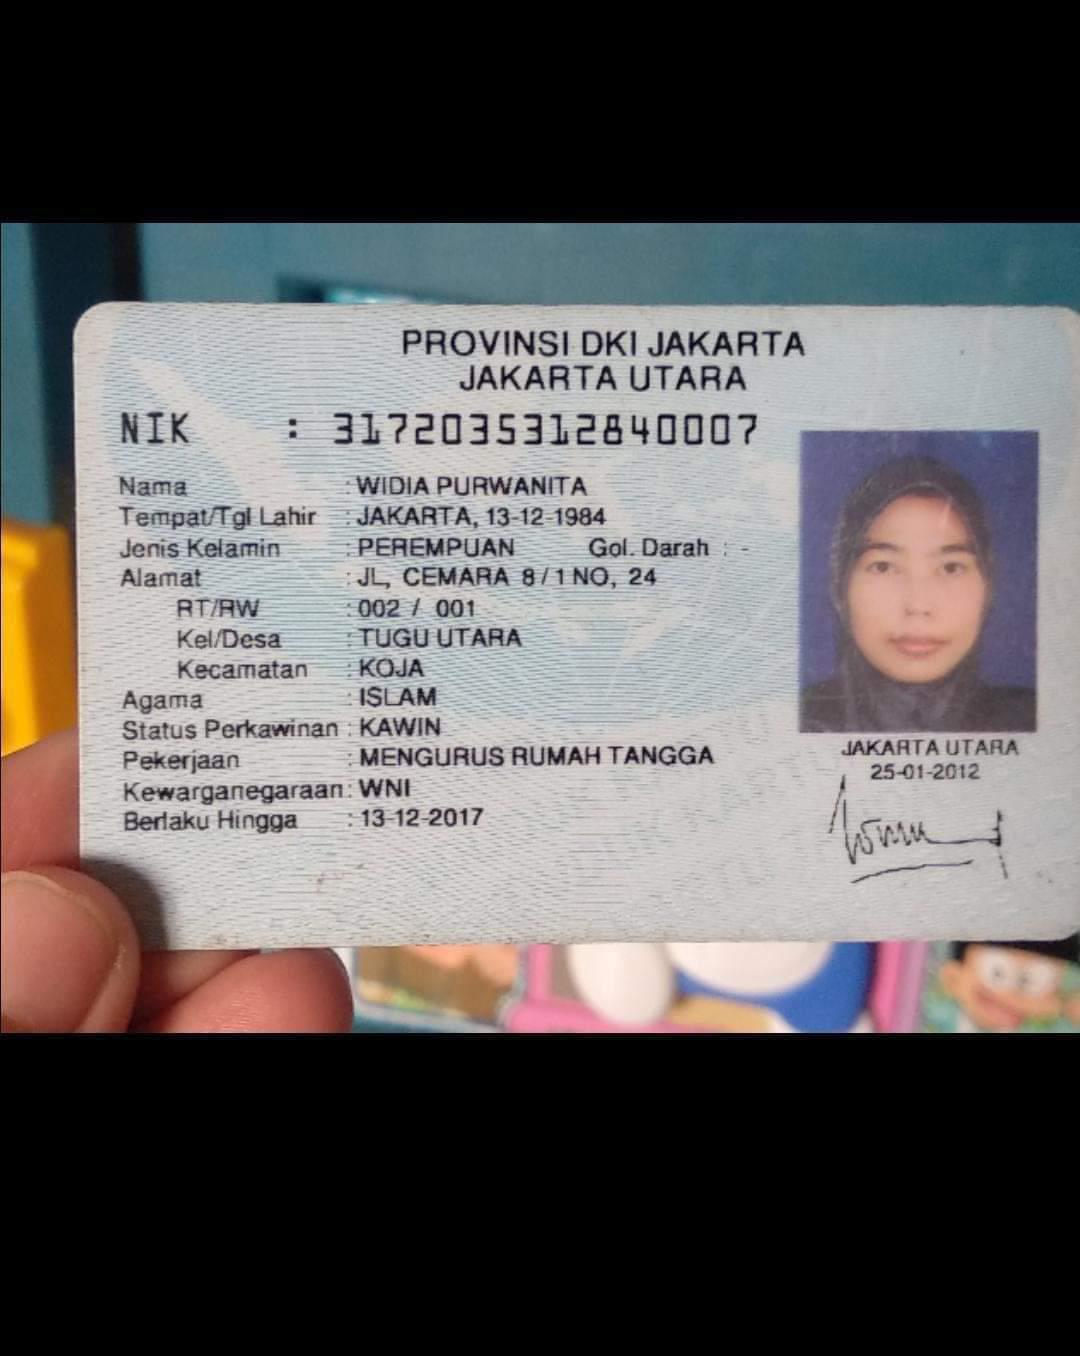 PROVINSI DKI JAKARTA
JAKARTA UTARA
NIK : 3172035312840007
Nama : WIDIA PURWANITA
Tempat/Tgl Lahir : JAKARTA, 13-12-1984
Jenis Kelamin : PEREMPUAN Gol. Darah : -
Alamat : JL, CEMARA 8/1 NO, 24
RT/RW : 002 / 001
Kel/Desa : TUGU UTARA
Kecamatan : KOJA
Agama : ISLAM
Status Perkawinan : KAWIN
Pekerjaan : MENGURUS RUMAH TANGGA
Kewarganegaraan : WNI
Berlaku Hingga : 13-12-2017
JAKARTA UTARA
25-01-2012